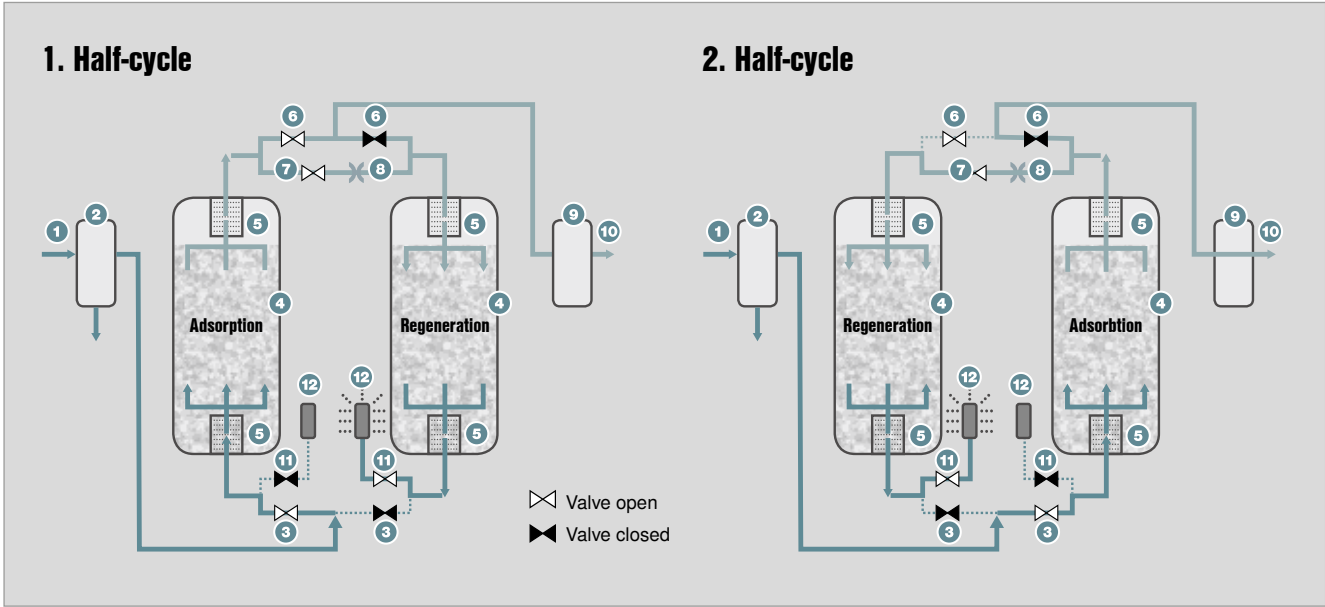 1. Half-cycle
6 6
7 8
1 2 5 5 9 10
4 4
Adsorption Regeneration
12 12
5 5
11 11
3 3
Valve open
Valve closed
2. Half-cycle
6 6
7 8
1 2 5 5 9 10
4 4
Regeneration Adsorbtion
12 12
5 5
11 11
3 3